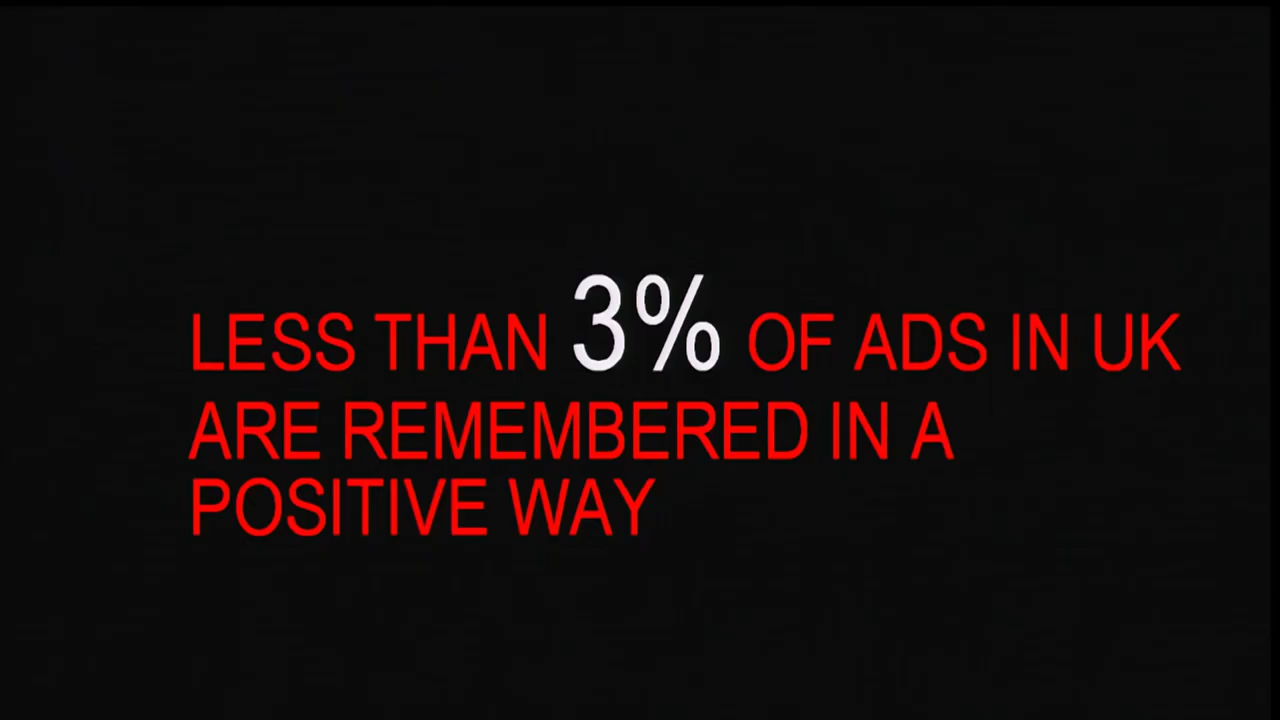 LESS THAN 3% OF ADS IN UK
ARE REMEMBERED IN A
POSITIVE WAY